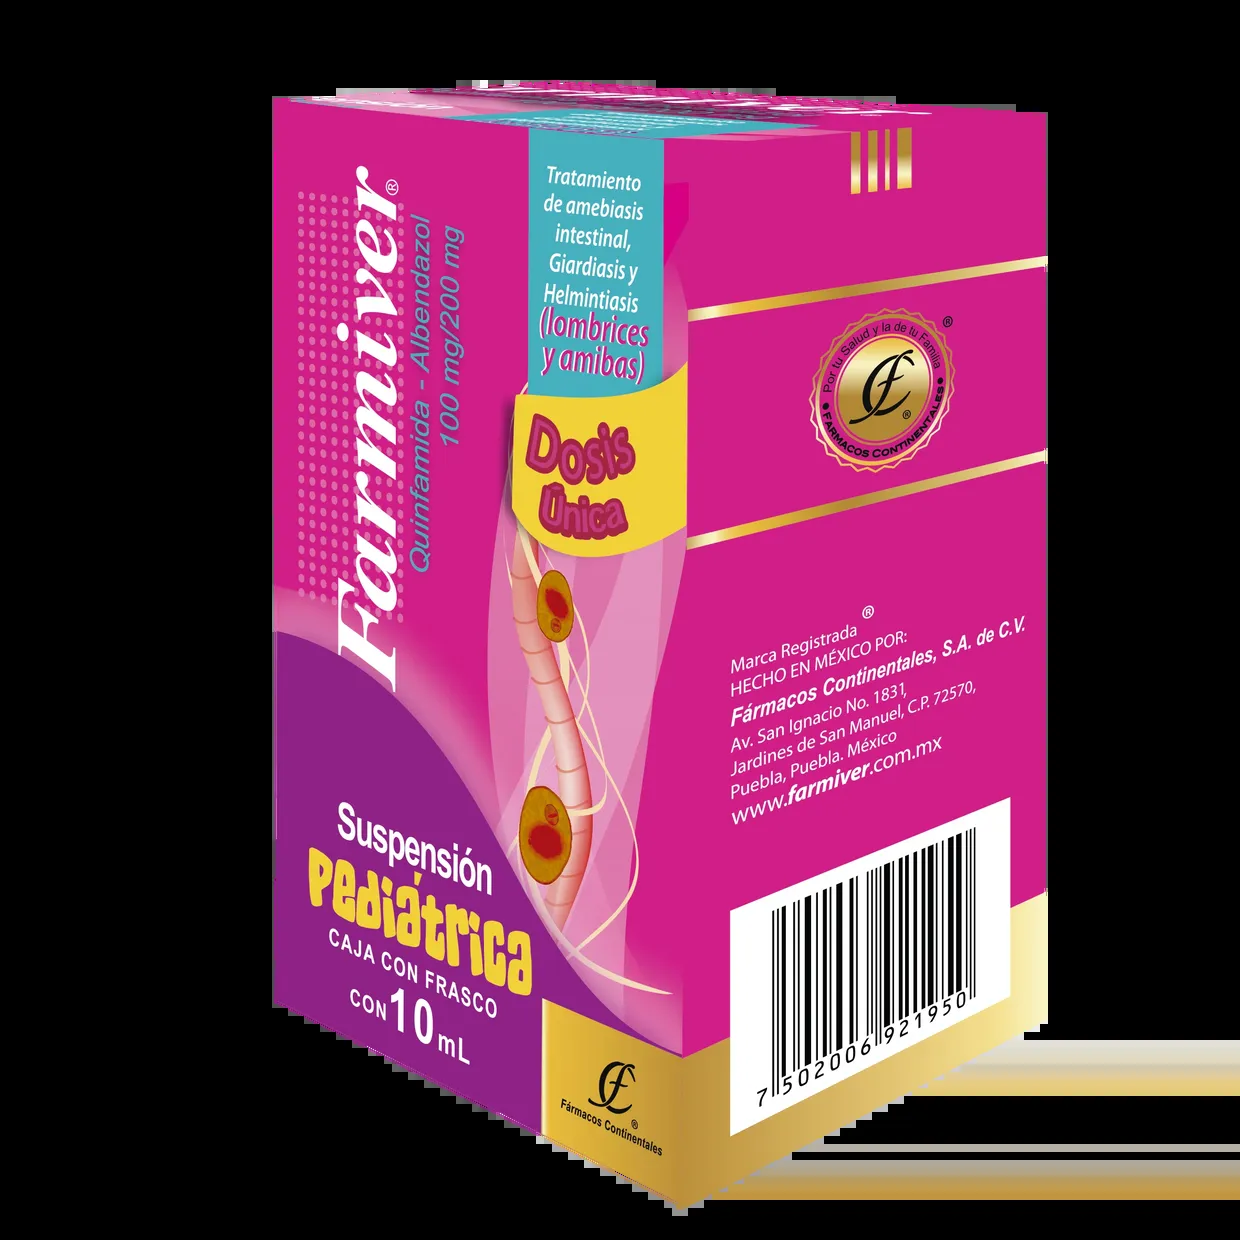 Farmiver®
Quinfamida - Albendazol
100 mg/200 mg
Tratamiento
de amebiasis
intestinal,
Giardiasis y
Helmintiasis
(lombrices
y amibas)
Dosis
Única
Suspensión
Pediátrica
CAJA CON FRASCO
CON 10 mL
Fármacos Continentales
®
Por tu Salud y la de tu Familia
®
®
FÁRMACOS CONTINENTALES
Marca Registrada ®
HECHO EN MÉXICO POR:
Fármacos Continentales, S.A. de C.V.
Av. San Ignacio No. 1831,
Jardines de San Manuel, C.P. 72570,
Puebla, Puebla. México
www.farmiver.com.mx
7 502006 921950